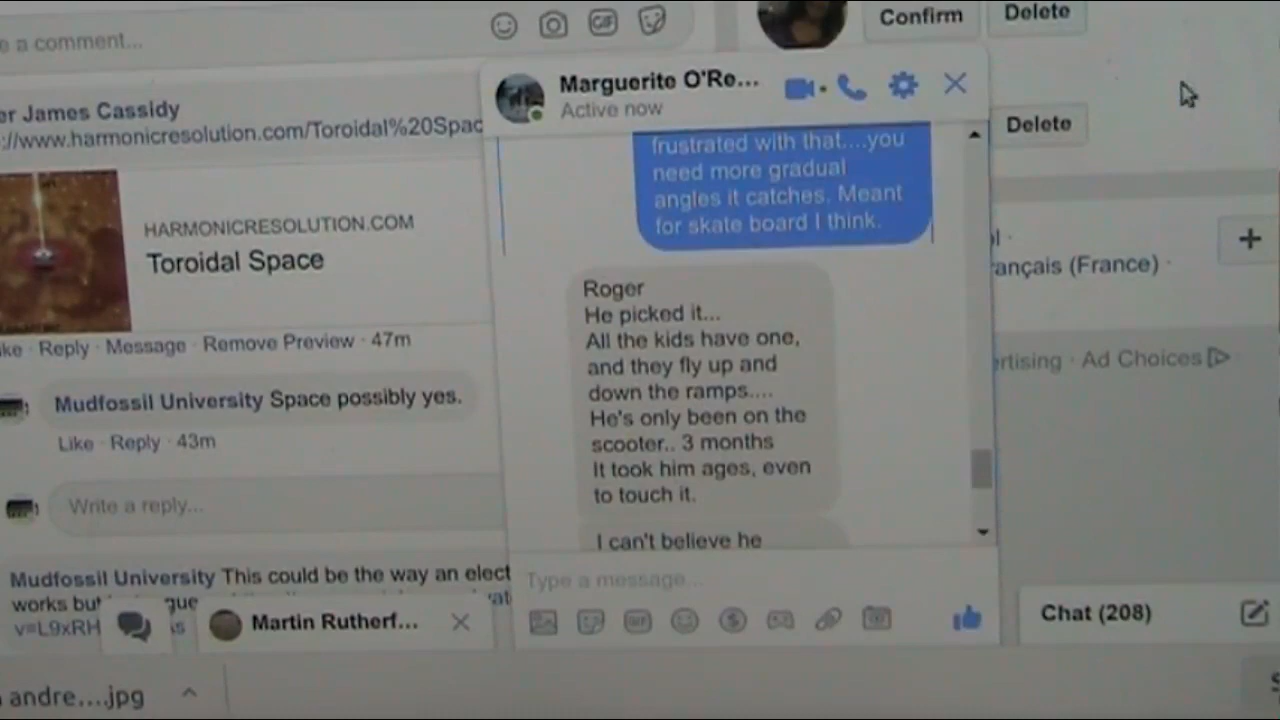 e a comment...
GIF
Confirm
Delete
er James Cassidy
://www.harmonicresolution.com/Toroidal%20Spac
HARMONICRESOLUTION.COM
Toroidal Space
ke · Reply · Message · Remove Preview · 47m
Mudfossil University Space possibly yes.
Like · Reply · 43m
Write a reply...
Mudfossil University This could be the way an elect
works but
v=L9xRH
Marguerite O'Re...
Active now
frustrated with that....you
need more gradual
angles it catches. Meant
for skate board I think.
Roger
He picked it...
All the kids have one,
and they fly up and
down the ramps....
He's only been on the
scooter.. 3 months
It took him ages, even
to touch it.
I can't believe he
Type a message...
GIF
Martin Rutherf...
Delete
ançais (France) ·
ertising · Ad Choices
Chat (208)
andre....jpg